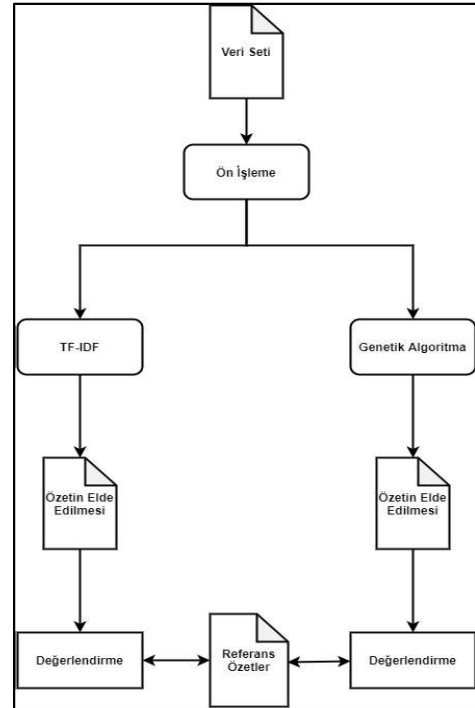 Veri Seti
Ön İşleme
TF-IDF
Genetik Algoritma
Özetin Elde
Edilmesi
Özetin Elde
Edilmesi
Değerlendirme
Referans
Özetler
Değerlendirme